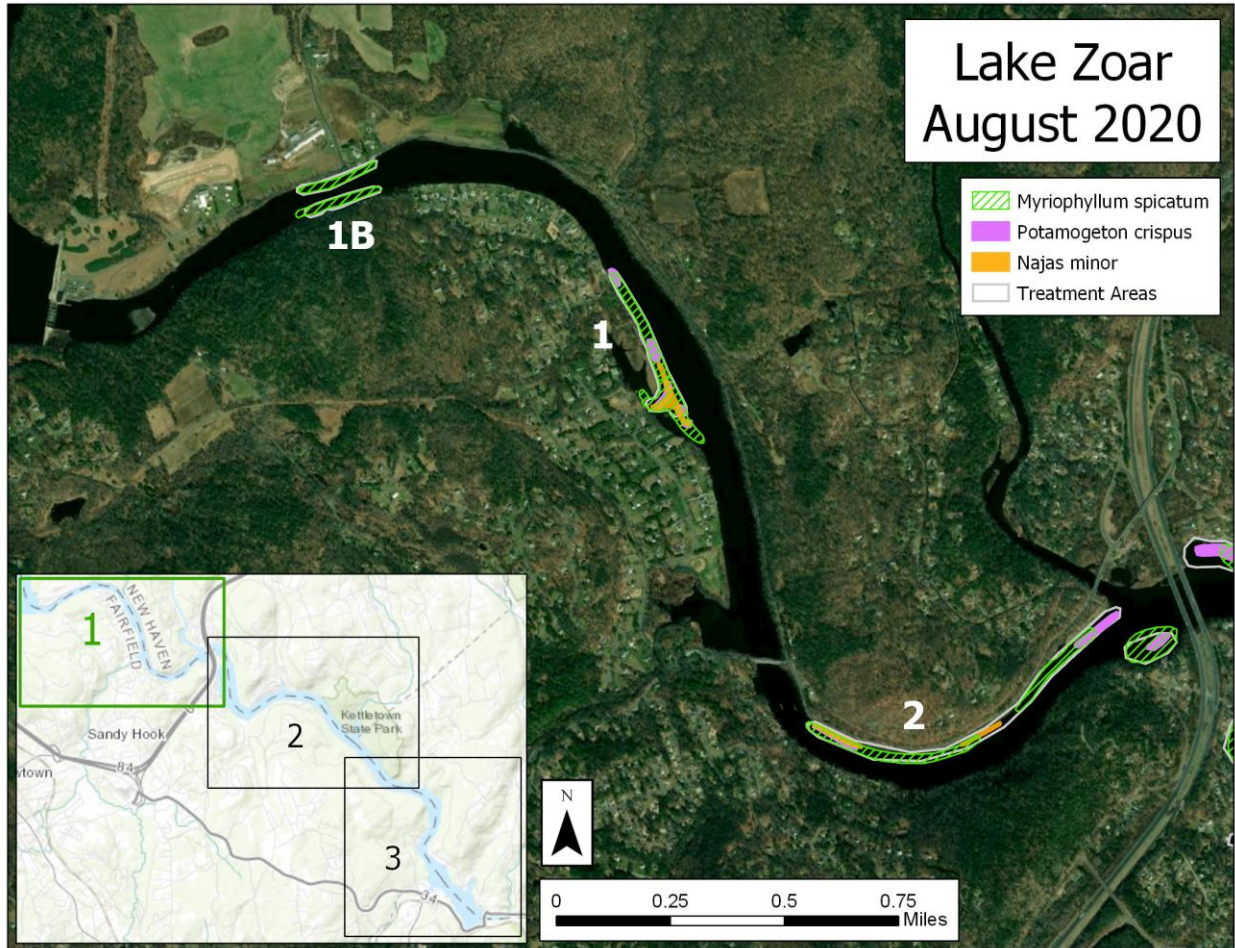 Lake Zoar
August 2020
Myriophyllum spicatum
Potamogeton crispus
Najas minor
Treatment Areas
1B
1
2
1
NEW HAVEN
FAIRFIELD
2
Kettletown
State Park
Sandy Hook
84
wtown
3
34
N
0 0.25 0.5 0.75
Miles